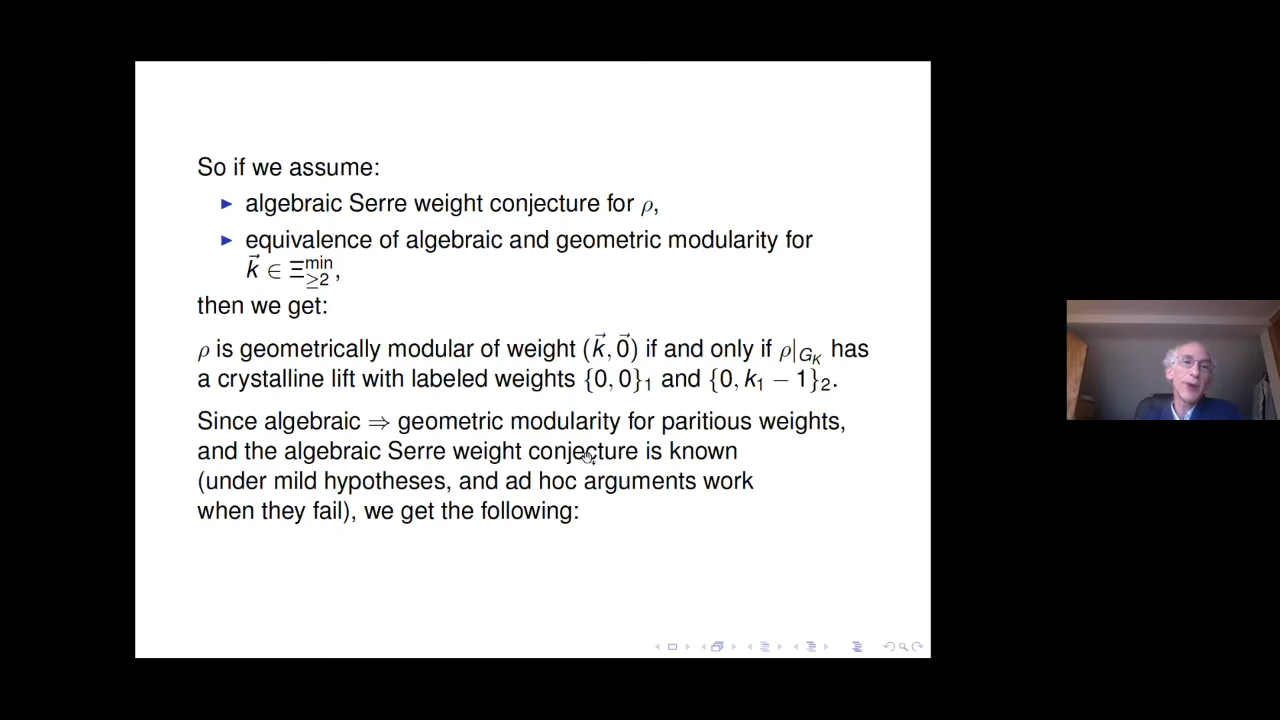 So if we assume:
▶ algebraic Serre weight conjecture for ρ,
▶ equivalence of algebraic and geometric modularity for
k⃗ ∈ Ξ^min_≥2,
then we get:
ρ is geometrically modular of weight (k⃗, 0⃗) if and only if ρ|_{G_K} has
a crystalline lift with labeled weights {0, 0}₁ and {0, k₁ − 1}₂.
Since algebraic ⇒ geometric modularity for paritious weights,
and the algebraic Serre weight conjecture is known
(under mild hypotheses, and ad hoc arguments work
when they fail), we get the following: